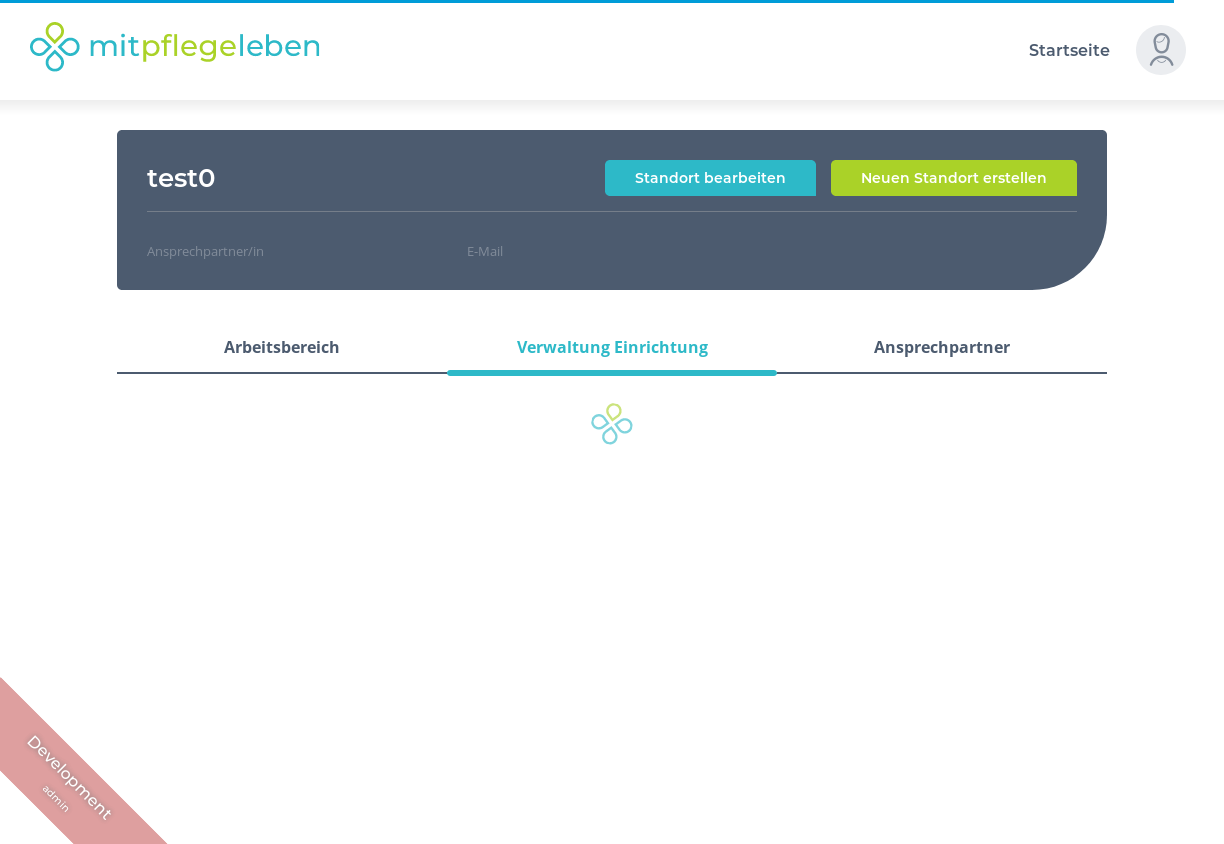 mitpflegeleben
Startseite
test0
Standort bearbeiten
Neuen Standort erstellen
Ansprechpartner/in
E-Mail
Arbeitsbereich
Verwaltung Einrichtung
Ansprechpartner
Development
admin